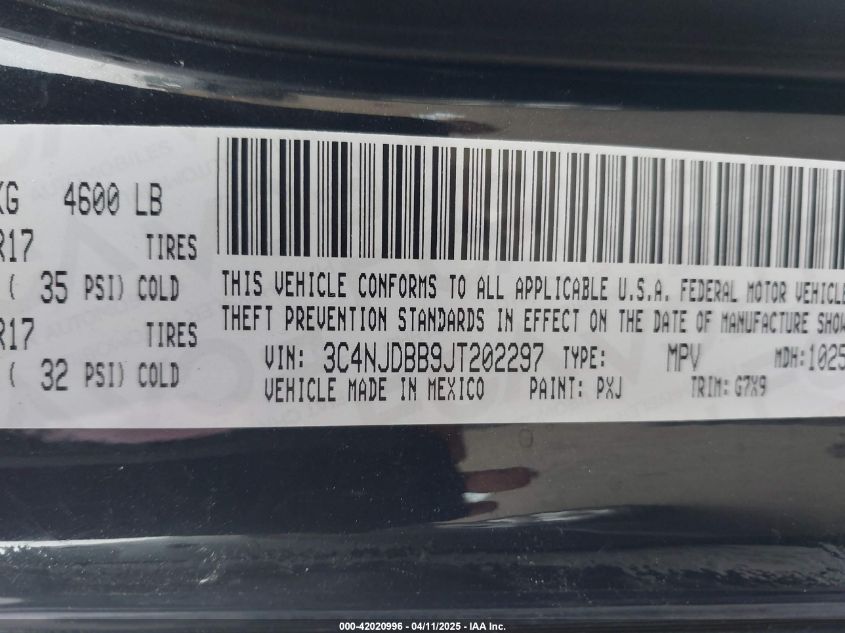 KG 4600 LB
R17 TIRES
( 35 PSI) COLD
R17 TIRES
( 32 PSI) COLD
THIS VEHICLE CONFORMS TO ALL APPLICABLE U.S.A. FEDERAL MOTOR VEHICLE
THEFT PREVENTION STANDARDS IN EFFECT ON THE DATE OF MANUFACTURE SHOW
VIN: 3C4NJDBB9JT202297 TYPE: MPV MDH: 1025
VEHICLE MADE IN MEXICO PAINT: PXJ TRIM: G7X9
000-42020996 - 04/11/2025 - IAA Inc.